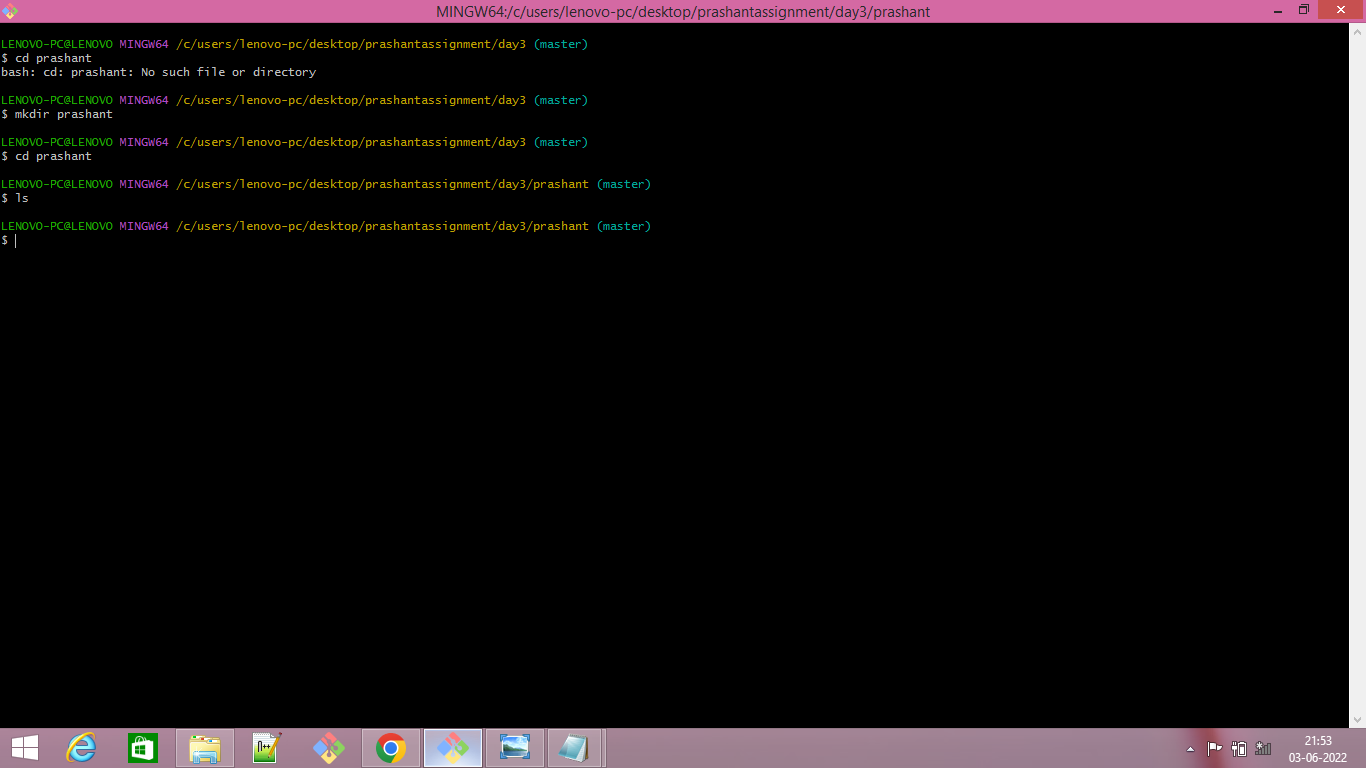 MINGW64:/c/users/lenovo-pc/desktop/prashantassignment/day3/prashant
LENOVO-PC@LENOVO MINGW64 /c/users/lenovo-pc/desktop/prashantassignment/day3 (master)
$ cd prashant
bash: cd: prashant: No such file or directory
LENOVO-PC@LENOVO MINGW64 /c/users/lenovo-pc/desktop/prashantassignment/day3 (master)
$ mkdir prashant
LENOVO-PC@LENOVO MINGW64 /c/users/lenovo-pc/desktop/prashantassignment/day3 (master)
$ cd prashant
LENOVO-PC@LENOVO MINGW64 /c/users/lenovo-pc/desktop/prashantassignment/day3/prashant (master)
$ ls
LENOVO-PC@LENOVO MINGW64 /c/users/lenovo-pc/desktop/prashantassignment/day3/prashant (master)
$
21:53
03-06-2022